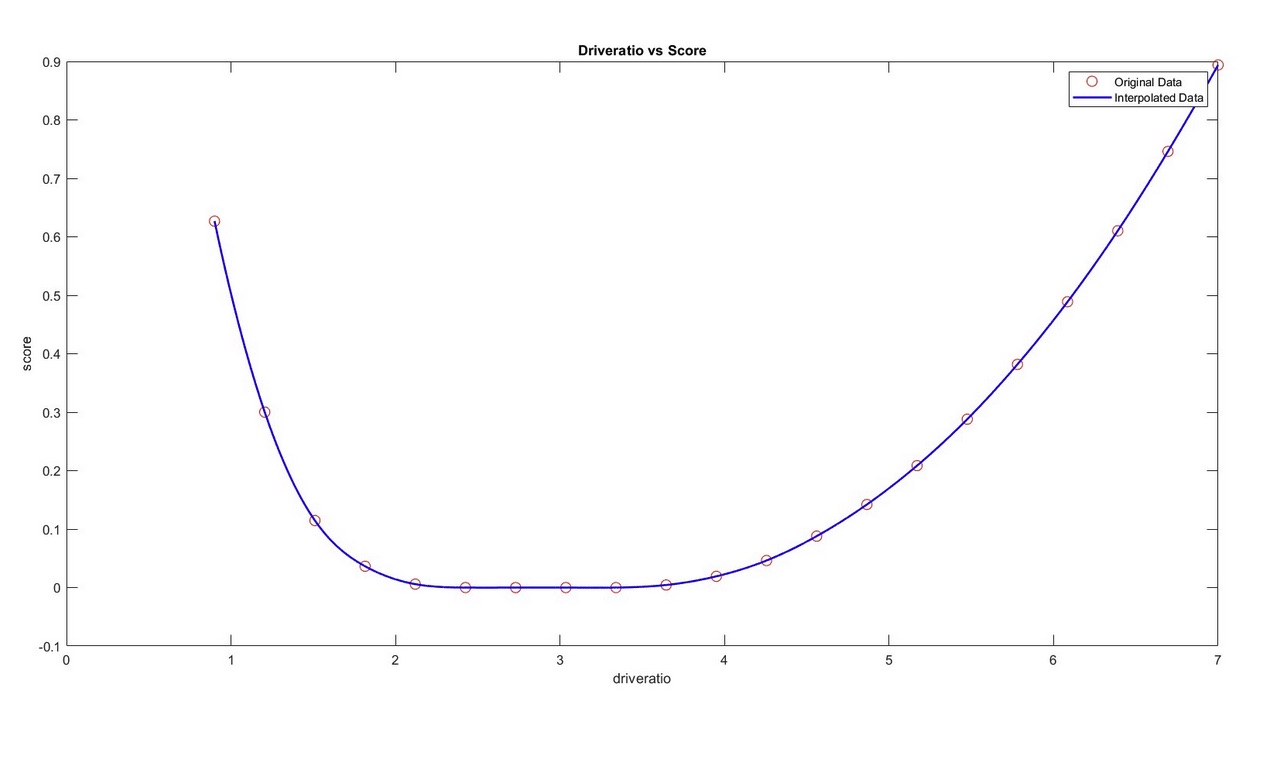 Driveratio vs Score
Original Data
Interpolated Data
0.9
0.8
0.7
0.6
0.5
0.4
0.3
0.2
0.1
0
-0.1
score
0 1 2 3 4 5 6 7
driveratio